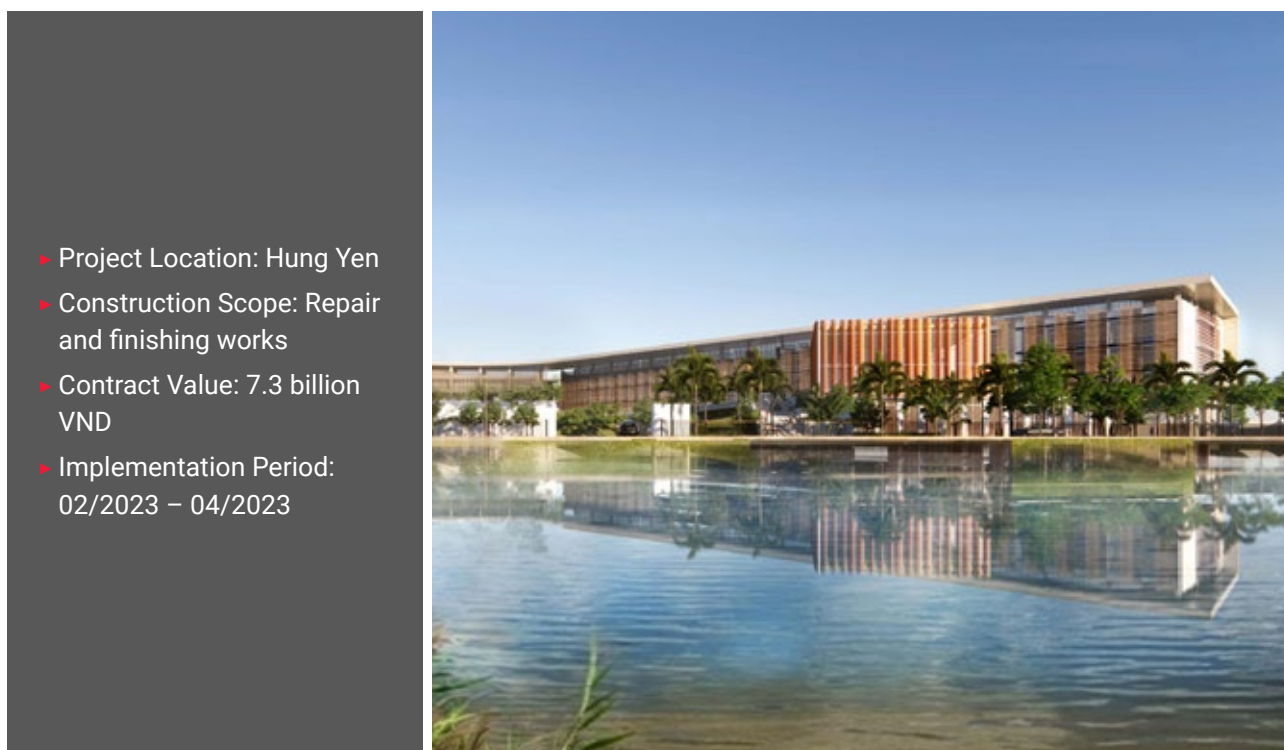 ► Project Location: Hung Yen
► Construction Scope: Repair
and finishing works
► Contract Value: 7.3 billion
VND
► Implementation Period:
02/2023 – 04/2023